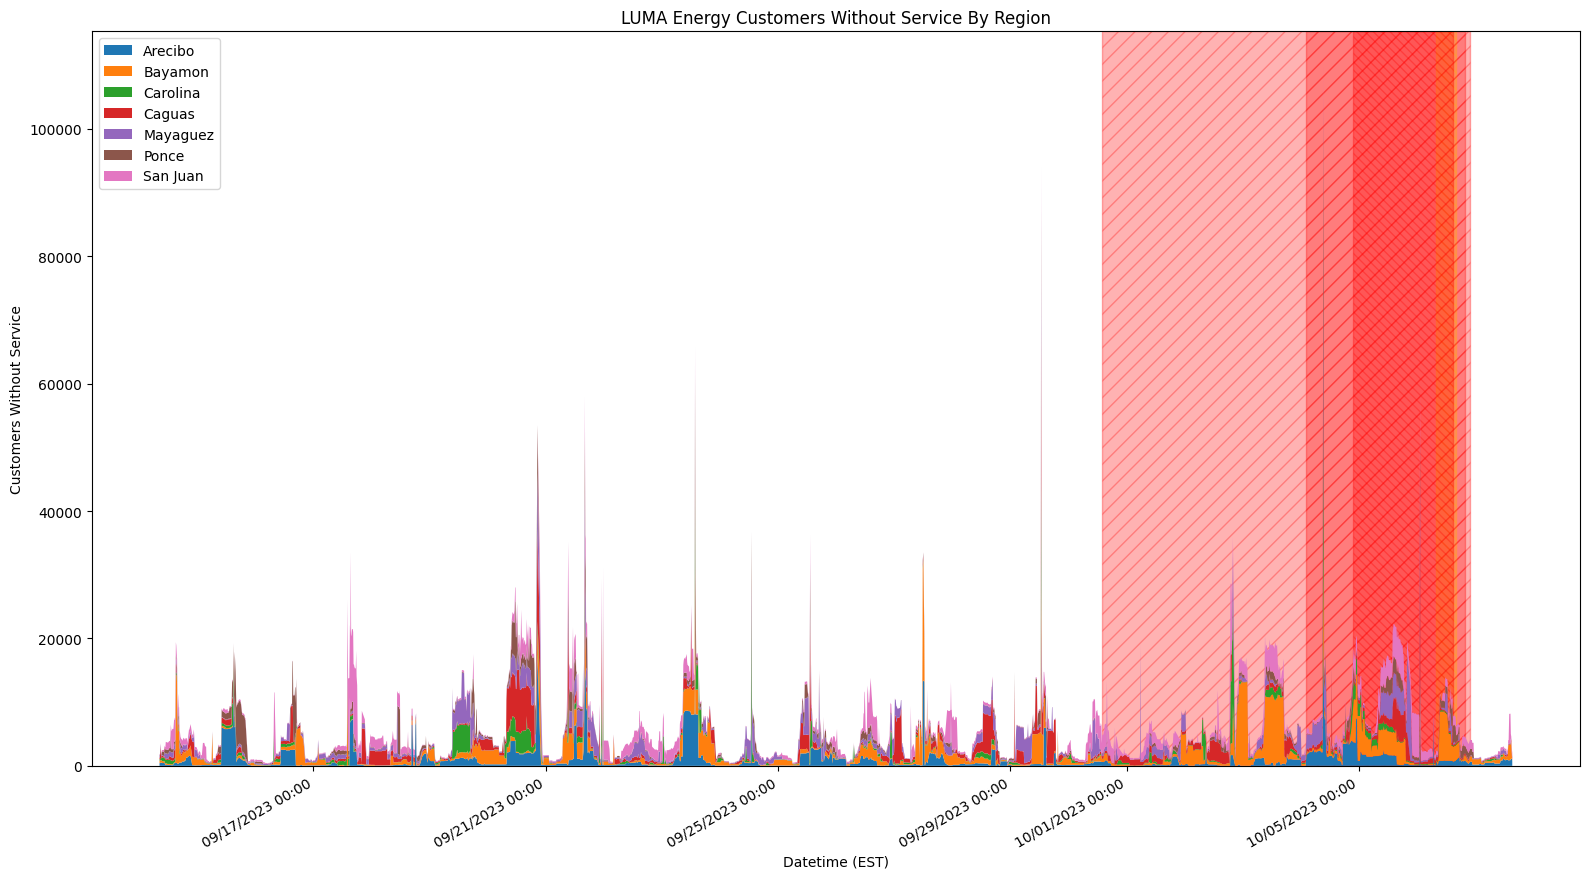 LUMA Energy Customers Without Service By Region
Arecibo
Bayamon
Carolina
Caguas
Mayaguez
Ponce
San Juan
100000
80000
60000
40000
20000
0
Customers Without Service
09/17/2023 00:00
09/21/2023 00:00
09/25/2023 00:00
09/29/2023 00:00
10/01/2023 00:00
10/05/2023 00:00
Datetime (EST)